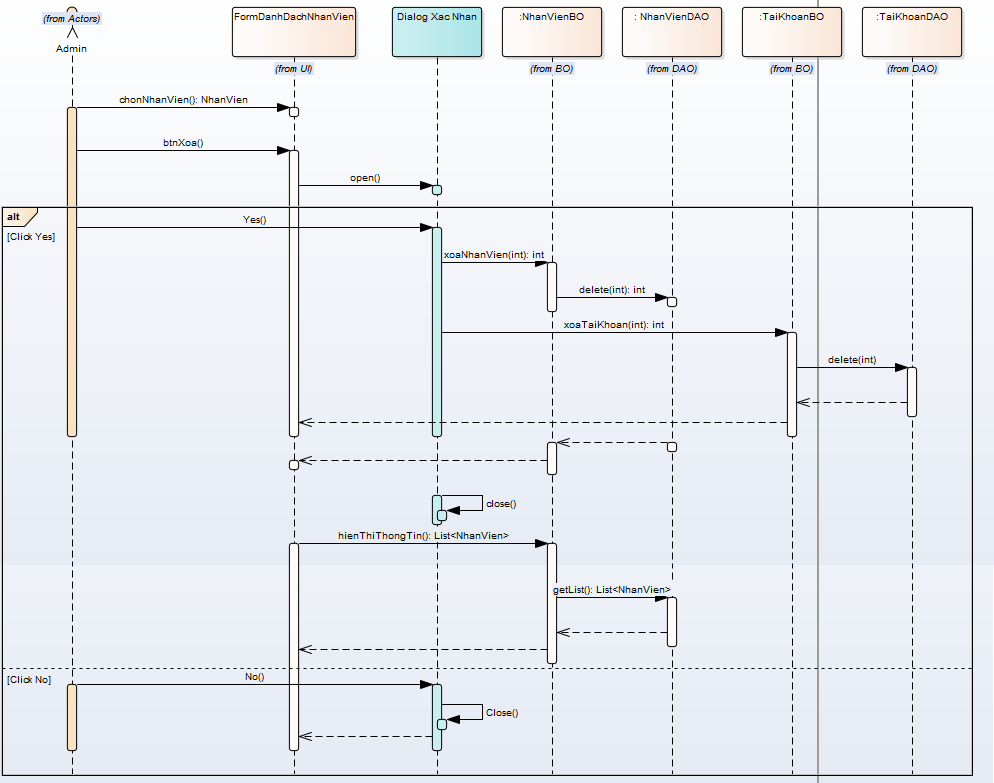 (from Actors)
Admin
FormDanhDachNhanVien
(from UI)
Dialog Xac Nhan
:NhanVienBO
(from BO)
: NhanVienDAO
(from DAO)
:TaiKhoanBO
(from BO)
:TaiKhoanDAO
(from DAO)
chonNhanVien(): NhanVien
btnXoa()
open()
alt
[Click Yes]
Yes()
xoaNhanVien(int): int
delete(int): int
xoaTaiKhoan(int): int
delete(int)
close()
hienThiThongTin(): List<NhanVien>
getList(): List<NhanVien>
[Click No]
No()
Close()